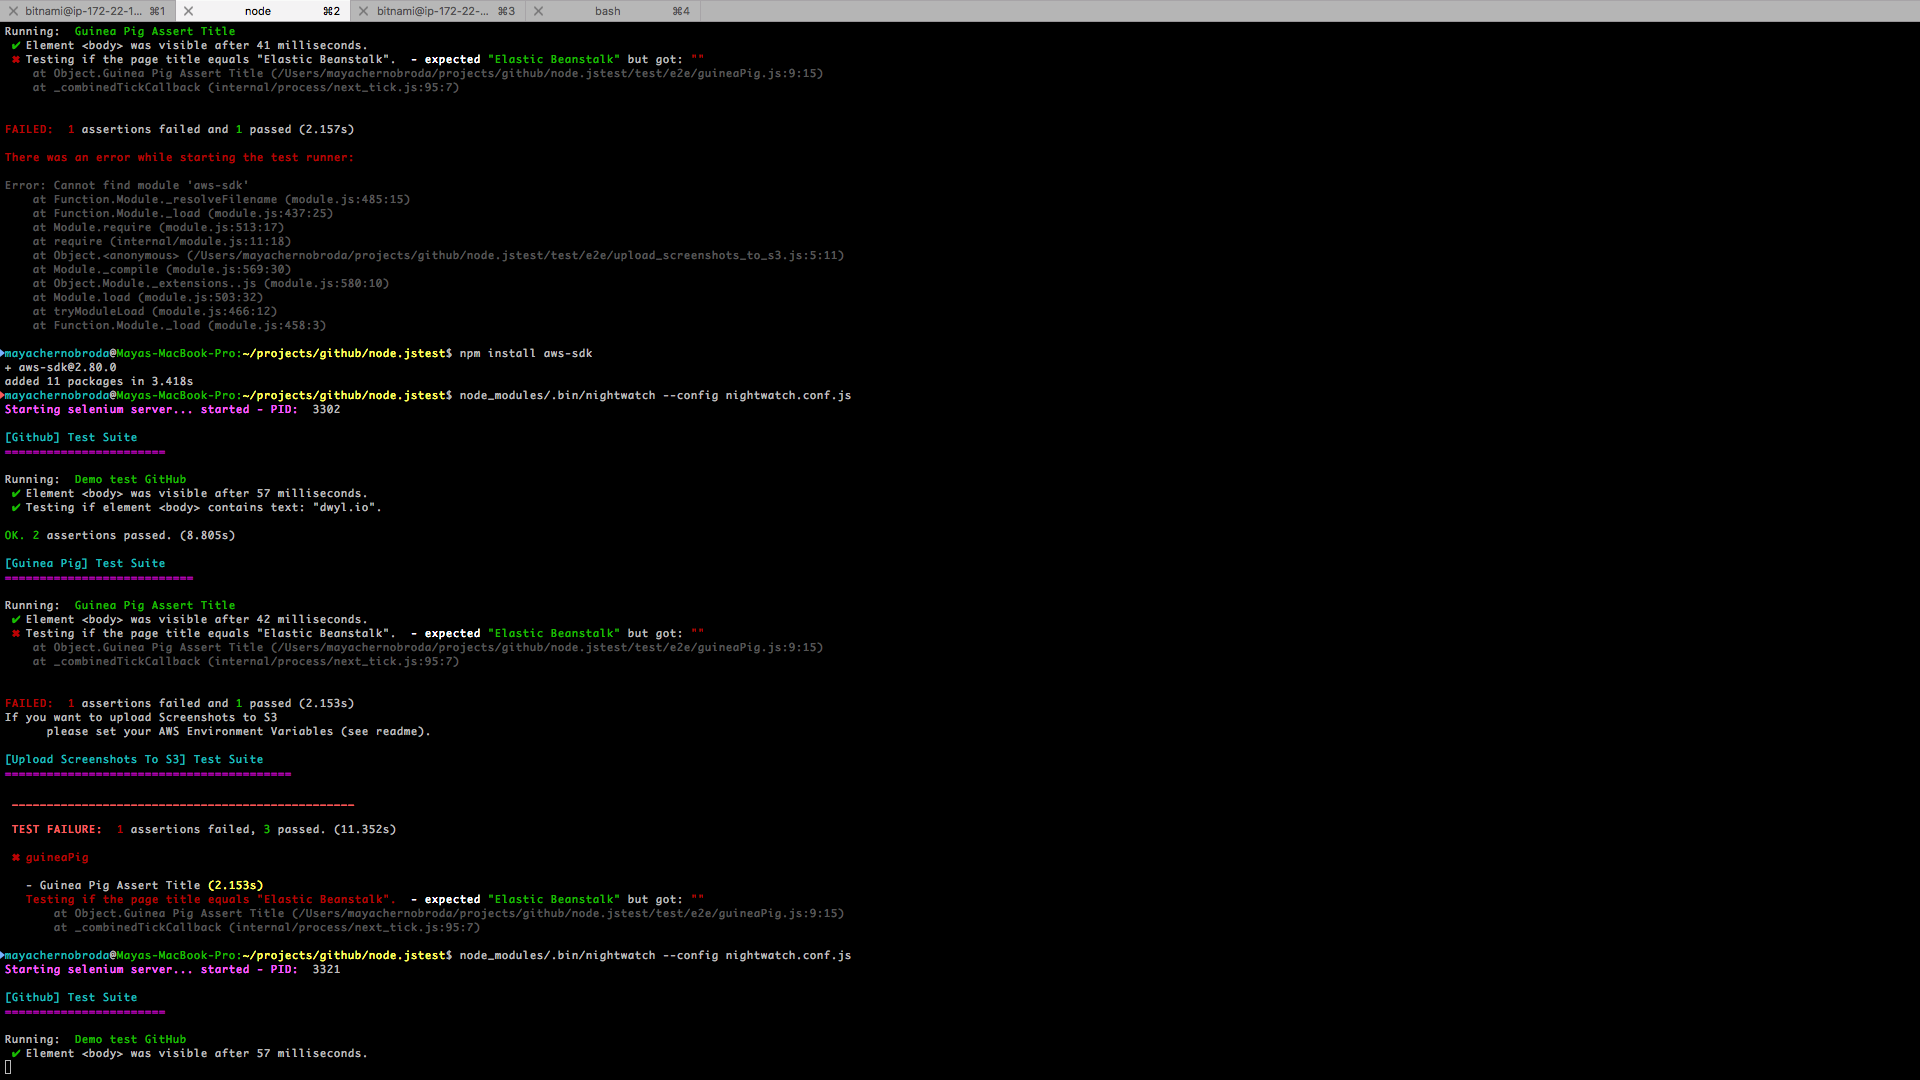 bitnami@ip-172-22-1... ⌘1 node ⌘2 bitnami@ip-172-22-... ⌘3 bash ⌘4
Running:  Guinea Pig Assert Title
✔ Element <body> was visible after 41 milliseconds.
✖ Testing if the page title equals "Elastic Beanstalk".  - expected "Elastic Beanstalk" but got: ""
at Object.Guinea Pig Assert Title (/Users/mayachernobroda/projects/github/node.jstest/test/e2e/guineaPig.js:9:15)
at _combinedTickCallback (internal/process/next_tick.js:95:7)
FAILED:  1 assertions failed and 1 passed (2.157s)
There was an error while starting the test runner:
Error: Cannot find module 'aws-sdk'
at Function.Module._resolveFilename (module.js:485:15)
at Function.Module._load (module.js:437:25)
at Module.require (module.js:513:17)
at require (internal/module.js:11:18)
at Object.<anonymous> (/Users/mayachernobroda/projects/github/node.jstest/test/e2e/upload_screenshots_to_s3.js:5:11)
at Module._compile (module.js:569:30)
at Object.Module._extensions..js (module.js:580:10)
at Module.load (module.js:503:32)
at tryModuleLoad (module.js:466:12)
at Function.Module._load (module.js:458:3)
mayachernobroda@Mayas-MacBook-Pro:~/projects/github/node.jstest$ npm install aws-sdk
+ aws-sdk@2.80.0
added 11 packages in 3.418s
mayachernobroda@Mayas-MacBook-Pro:~/projects/github/node.jstest$ node_modules/.bin/nightwatch --config nightwatch.conf.js
Starting selenium server... started - PID:  3302
[Github] Test Suite
=======================
Running:  Demo test GitHub
✔ Element <body> was visible after 57 milliseconds.
✔ Testing if element <body> contains text: "dwyl.io".
OK. 2 assertions passed. (8.805s)
[Guinea Pig] Test Suite
===========================
Running:  Guinea Pig Assert Title
✔ Element <body> was visible after 42 milliseconds.
✖ Testing if the page title equals "Elastic Beanstalk".  - expected "Elastic Beanstalk" but got: ""
at Object.Guinea Pig Assert Title (/Users/mayachernobroda/projects/github/node.jstest/test/e2e/guineaPig.js:9:15)
at _combinedTickCallback (internal/process/next_tick.js:95:7)
FAILED:  1 assertions failed and 1 passed (2.153s)
If you want to upload Screenshots to S3
please set your AWS Environment Variables (see readme).
[Upload Screenshots To S3] Test Suite
=========================================
_________________________________________________
TEST FAILURE:  1 assertions failed, 3 passed. (11.352s)
✖ guineaPig
- Guinea Pig Assert Title (2.153s)
Testing if the page title equals "Elastic Beanstalk".  - expected "Elastic Beanstalk" but got: ""
at Object.Guinea Pig Assert Title (/Users/mayachernobroda/projects/github/node.jstest/test/e2e/guineaPig.js:9:15)
at _combinedTickCallback (internal/process/next_tick.js:95:7)
mayachernobroda@Mayas-MacBook-Pro:~/projects/github/node.jstest$ node_modules/.bin/nightwatch --config nightwatch.conf.js
Starting selenium server... started - PID:  3321
[Github] Test Suite
=======================
Running:  Demo test GitHub
✔ Element <body> was visible after 57 milliseconds.